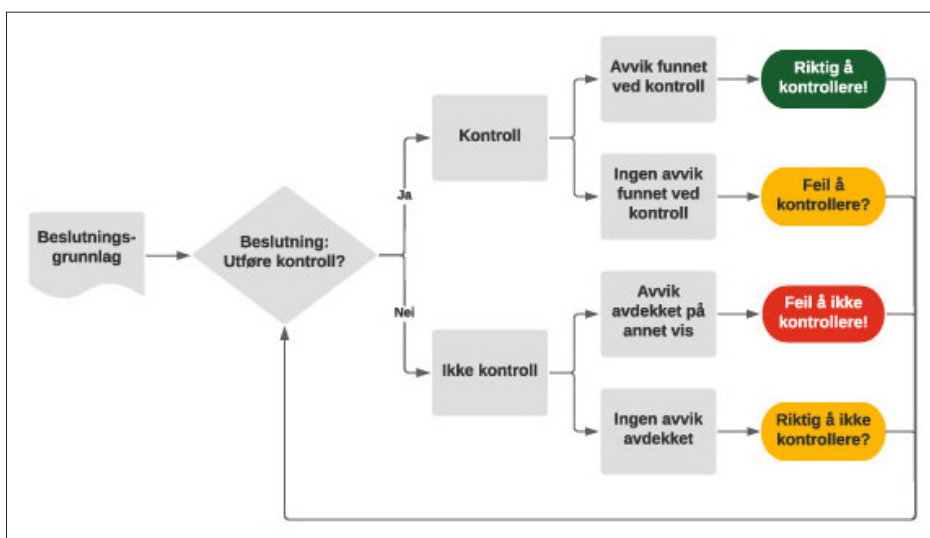 Beslutnings-
grunnlag
Beslutning:
Utføre kontroll?
Ja
Nei
Kontroll
Ikke kontroll
Avvik funnet
ved kontroll
Riktig å
kontrollere!
Ingen avvik
funnet ved
kontroll
Feil å
kontrollere?
Avvik
avdekket på
annet vis
Feil å ikke
kontrollere!
Ingen avvik
avdekket
Riktig å ikke
kontrollere?